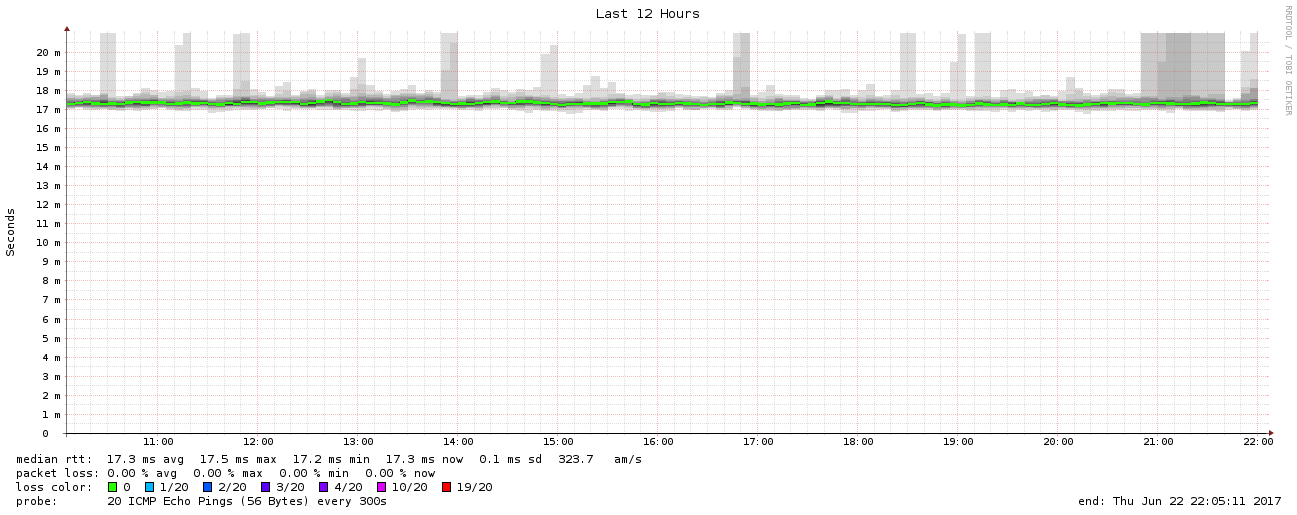 Last 12 Hours
RRDTOOL / TOBI OETIKER
Seconds
20 m
19 m
18 m
17 m
16 m
15 m
14 m
13 m
12 m
11 m
10 m
9 m
8 m
7 m
6 m
5 m
4 m
3 m
2 m
1 m
0
11:00 12:00 13:00 14:00 15:00 16:00 17:00 18:00 19:00 20:00 21:00 22:00
median rtt: 17.3 ms avg 17.5 ms max 17.2 ms min 17.3 ms now 0.1 ms sd 323.7 am/s
packet loss: 0.00 % avg 0.00 % max 0.00 % min 0.00 % now
loss color: 0 1/20 2/20 3/20 4/20 10/20 19/20
probe: 20 ICMP Echo Pings (56 Bytes) every 300s end: Thu Jun 22 22:05:11 2017